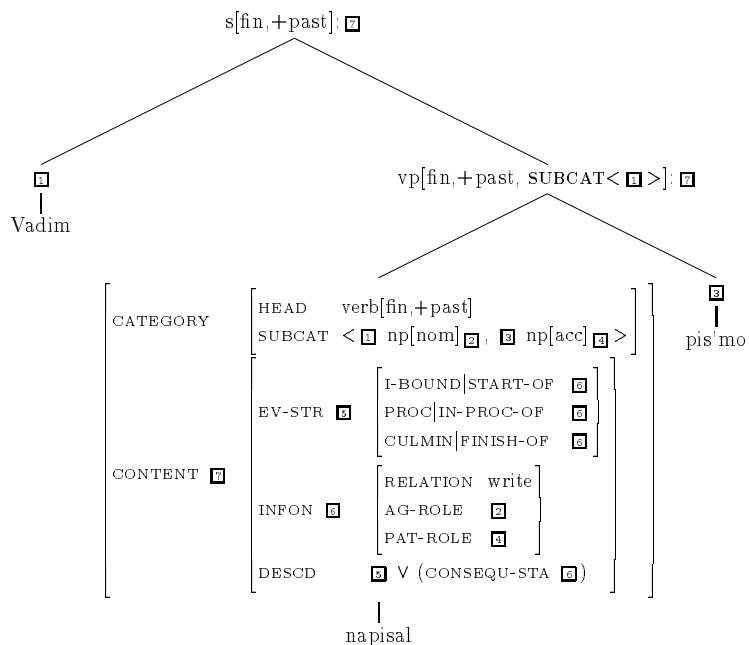 s[fin,+past]: 7
1
vp[fin,+past, SUBCAT< 1 >]: 7
Vadim
3
pis'mo
CATEGORY
HEAD verb[fin,+past]
SUBCAT < 1 np[nom] 2 , 3 np[acc] 4 >
CONTENT 7
EV-STR 5
I-BOUND|START-OF 6
PROC|IN-PROC-OF 6
CULMIN|FINISH-OF 6
INFON 6
RELATION write
AG-ROLE 2
PAT-ROLE 4
DESCD 5 ∨ (CONSEQU-STA 6 )
napisal